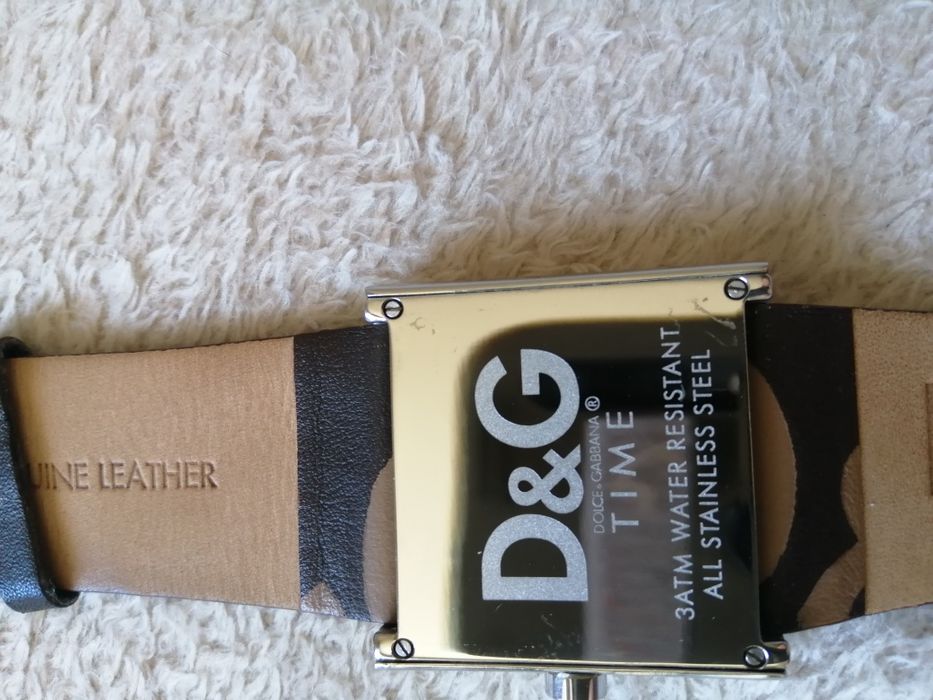 D&G
DOLCE & GABBANA ®
TIME
3ATM WATER RESISTANT
ALL STAINLESS STEEL
UINE LEATHER